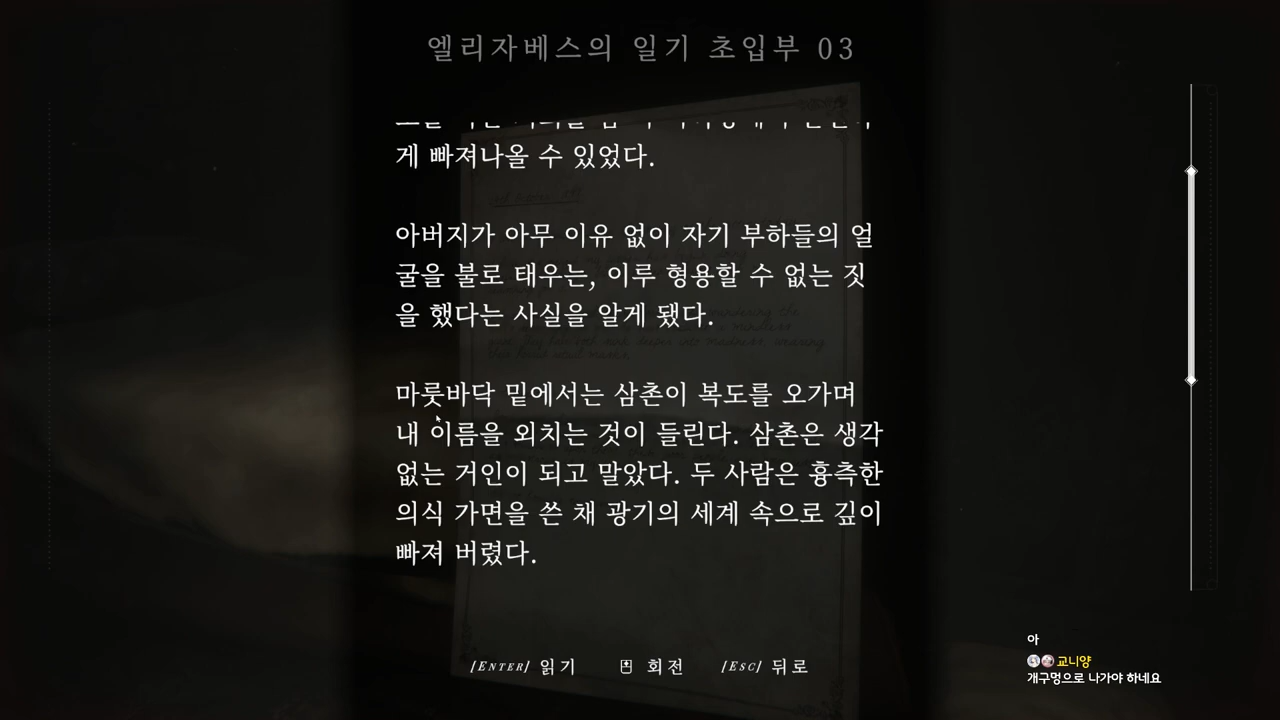 엘리자베스의 일기 초입부 03
게 빠져나올 수 있었다.
아버지가 아무 이유 없이 자기 부하들의 얼
굴을 불로 태우는, 이루 형용할 수 없는 짓
을 했다는 사실을 알게 됐다.
마룻바닥 밑에서는 삼촌이 복도를 오가며
내 이름을 외치는 것이 들린다. 삼촌은 생각
없는 거인이 되고 말았다. 두 사람은 흉측한
의식 가면을 쓴 채 광기의 세계 속으로 깊이
빠져 버렸다.
[ENTER] 읽기 회전 [ESC] 뒤로
아
교니양
개구멍으로 나가야 하네요